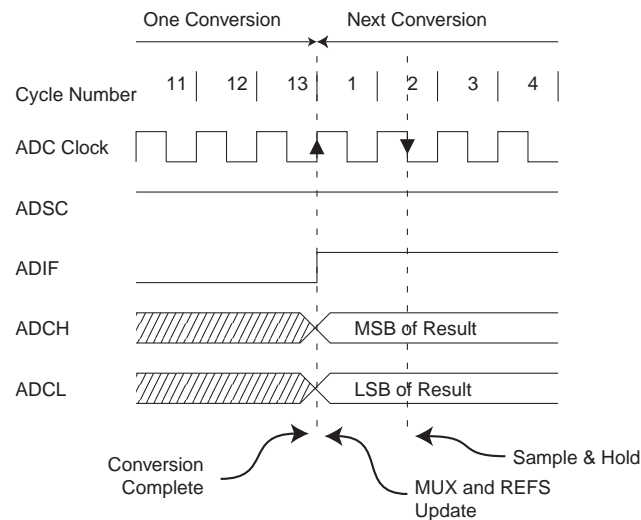 One Conversion Next Conversion
Cycle Number 11 12 13 1 2 3 4
ADC Clock
ADSC
ADIF
ADCH MSB of Result
ADCL LSB of Result
Conversion
Complete
MUX and REFS
Update
Sample & Hold